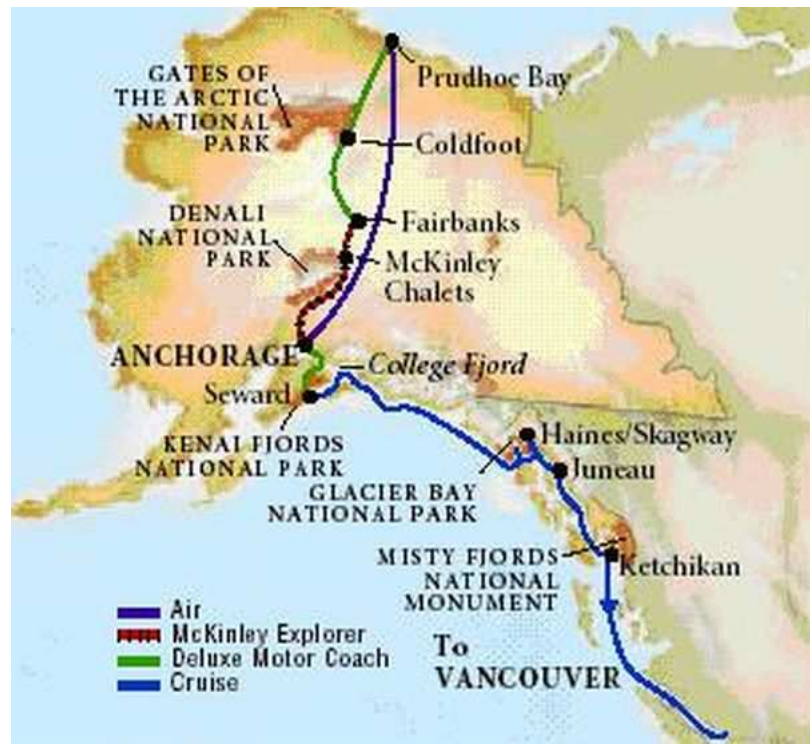 Prudhoe Bay
GATES OF
THE ARCTIC
NATIONAL
PARK
Coldfoot
DENALI
NATIONAL
PARK
Fairbanks
McKinley
Chalets
ANCHORAGE
College Fjord
Seward
KENAI FJORDS
NATIONAL PARK
Haines/Skagway
Juneau
GLACIER BAY
NATIONAL PARK
MISTY FJORDS
NATIONAL
MONUMENT
Ketchikan
Air
McKinley Explorer
Deluxe Motor Coach
Cruise
To
VANCOUVER